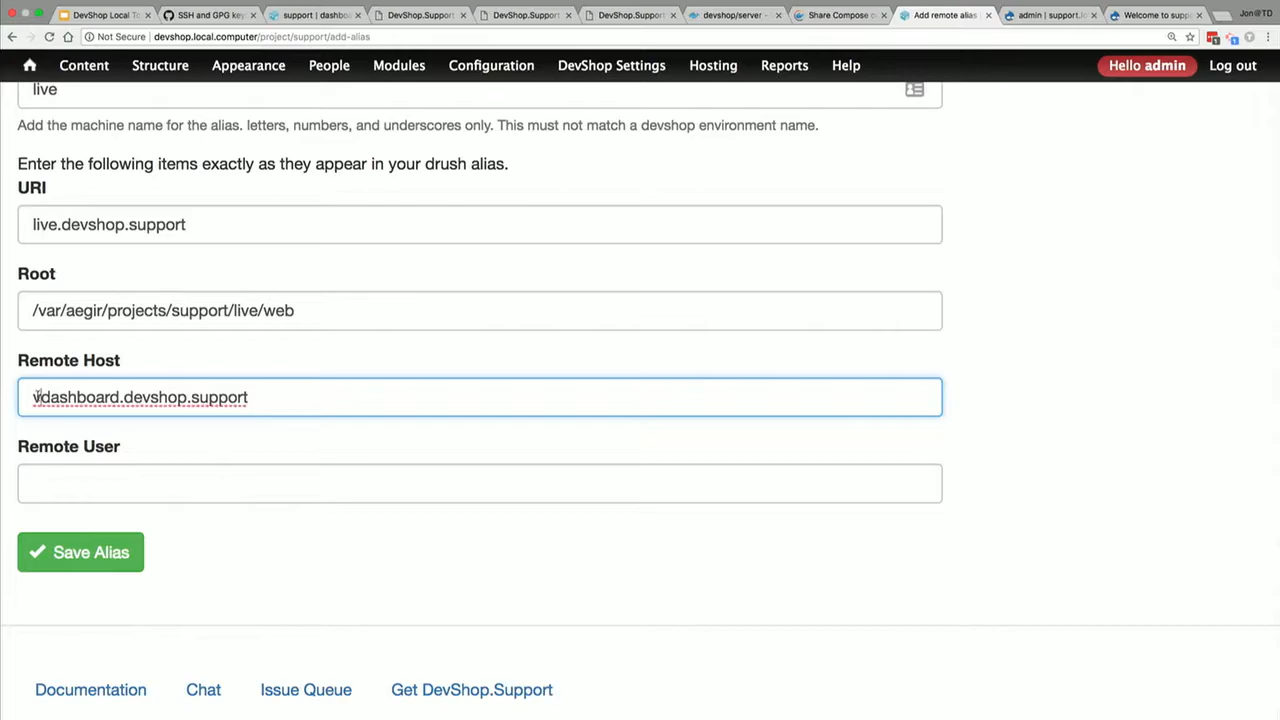 DevShop Local To
SSH and GPG key
support | dashbo
DevShop.Support
DevShop.Support
DevShop.Support
devshop/server -
Share Compose co
Add remote alias
admin | support.lo
Welcome to suppo
Jon@TD
Not Secure devshop.local.computer/project/support/add-alias
Content Structure Appearance People Modules Configuration DevShop Settings Hosting Reports Help Hello admin Log out
live
Add the machine name for the alias. letters, numbers, and underscores only. This must not match a devshop environment name.
Enter the following items exactly as they appear in your drush alias.
URI
live.devshop.support
Root
/var/aegir/projects/support/live/web
Remote Host
vdashboard.devshop.support
Remote User
Save Alias
Documentation Chat Issue Queue Get DevShop.Support